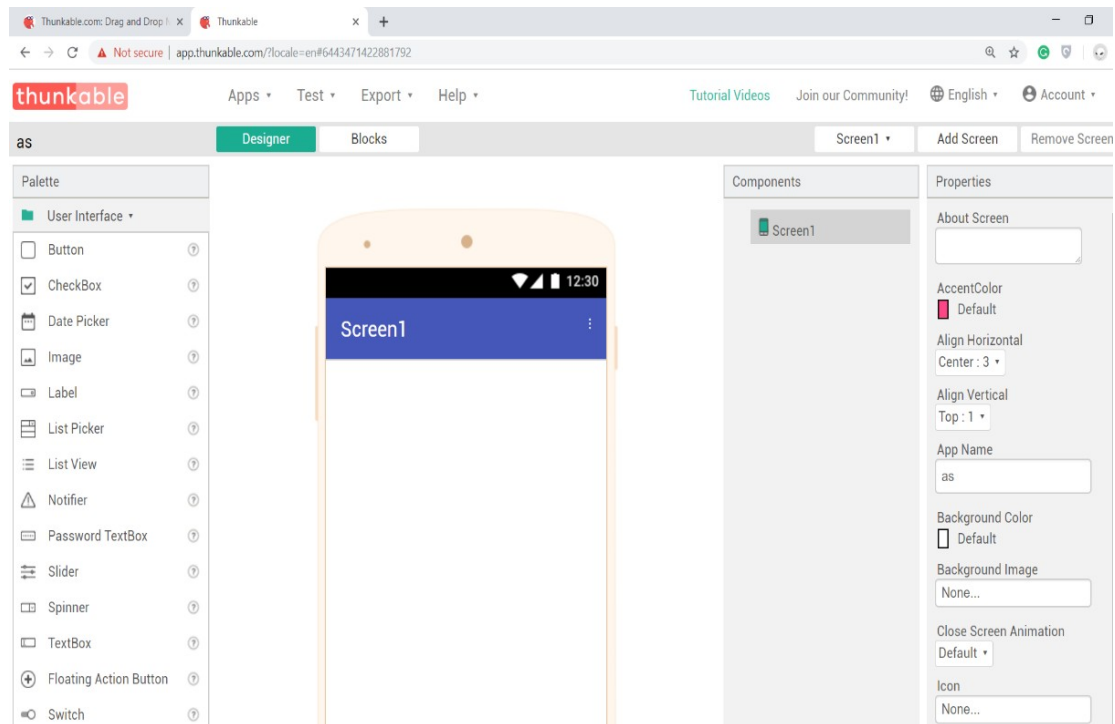 Thunkable.com: Drag and Drop
Thunkable
Not secure | app.thunkable.com/?locale=en#6443471422881792
thunkable
Apps Test Export Help
Tutorial Videos Join our Community! English Account
as
Designer Blocks
Screen1 Add Screen Remove Screen
Palette
User Interface
Button
CheckBox
Date Picker
Image
Label
List Picker
List View
Notifier
Password TextBox
Slider
Spinner
TextBox
Floating Action Button
Switch
12:30
Screen1
Components
Screen1
Properties
About Screen
AccentColor
Default
Align Horizontal
Center : 3
Align Vertical
Top : 1
App Name
as
Background Color
Default
Background Image
None...
Close Screen Animation
Default
Icon
None...